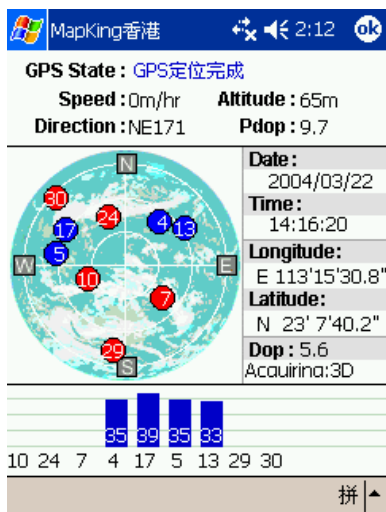 MapKing香港 2:12 ok
GPS State : GPS定位完成
Speed : 0m/hr Altitude : 65m
Direction : NE171 Pdop : 9.7
N
30
24
17 4 13
5
W E
10
7
29
S
Date :
2004/03/22
Time :
14:16:20
Longitude:
E 113'15'30.8"
Latitude:
N 23' 7'40.2"
Dop : 5.6
Acquiring:3D
35 39 35 33
10 24 7 4 17 5 13 29 30
拼